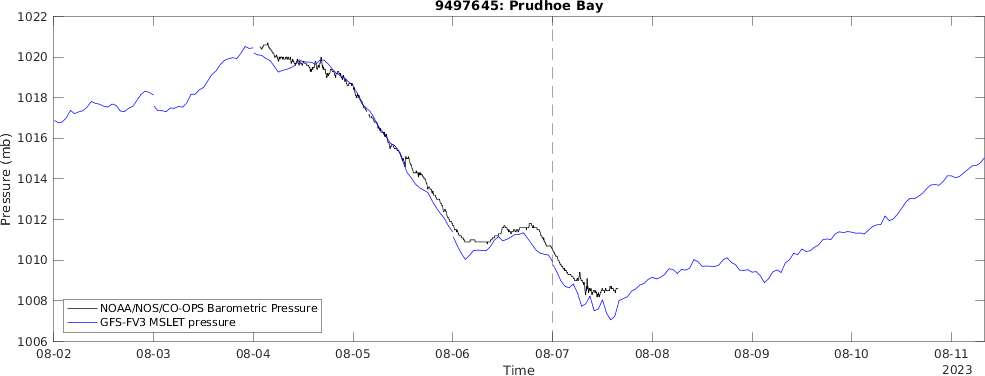 9497645: Prudhoe Bay
1022
1020
1018
1016
1014
1012
1010
1008
1006
Pressure (mb)
NOAA/NOS/CO-OPS Barometric Pressure
GFS-FV3 MSLET pressure
08-02 08-03 08-04 08-05 08-06 08-07 08-08 08-09 08-10 08-11
Time
2023